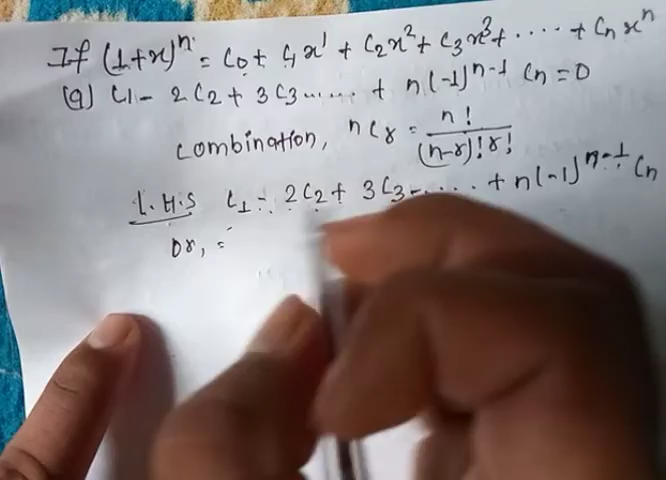 If (1+x)^n = C0 + C1x^1 + C2x^2 + C3x^3 + ..... + Cn x^n
(a) C1 - 2C2 + 3C3 ..... + n(-1)^n-1 Cn = 0
Combination, nCr = n! / (n-r)! r!
L.H.S C1 - 2C2 + 3C3 - .... + n(-1)^n-1 Cn
or, =